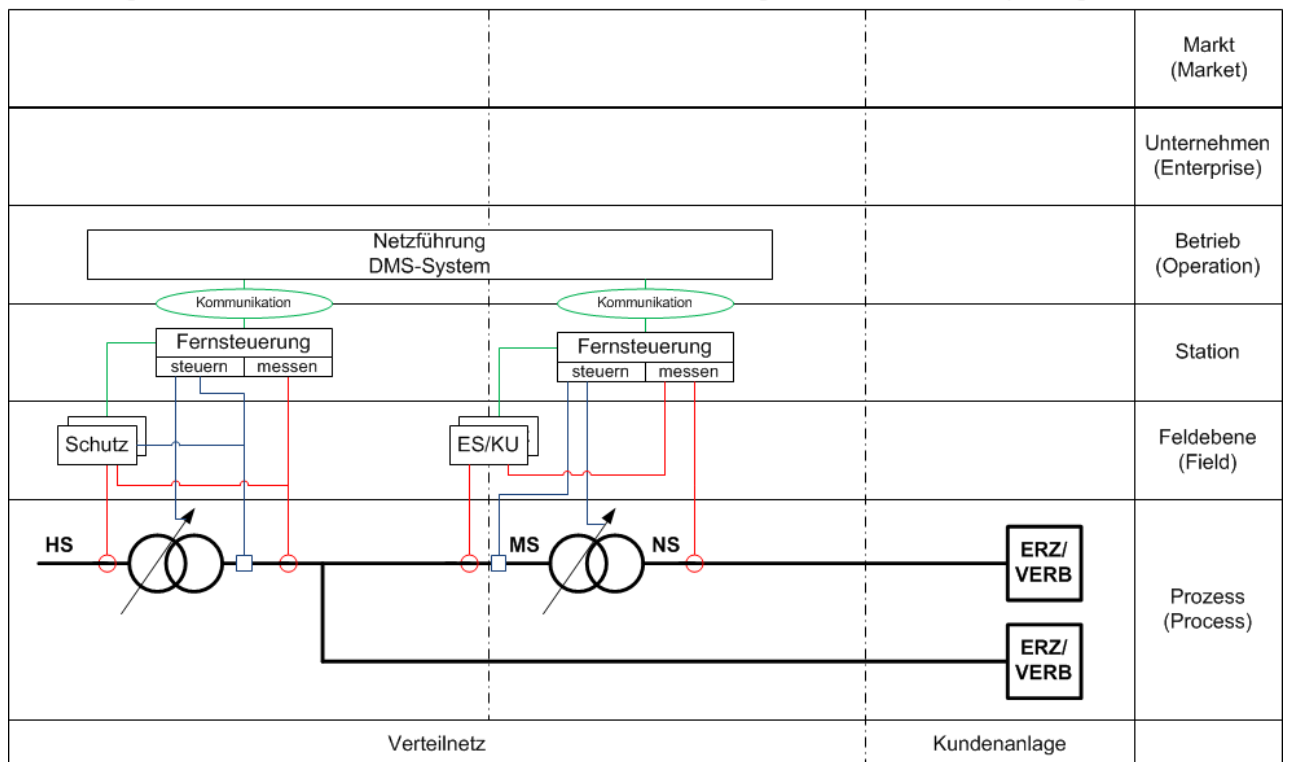 Markt
(Market)
Unternehmen
(Enterprise)
Netzführung
DMS-System
Betrieb
(Operation)
Kommunikation
Kommunikation
Fernsteuerung
steuern messen
Fernsteuerung
steuern messen
Station
Schutz
ES/KU
Feldebene
(Field)
HS
MS
NS
ERZ/
VERB
ERZ/
VERB
Prozess
(Process)
Verteilnetz
Kundenanlage